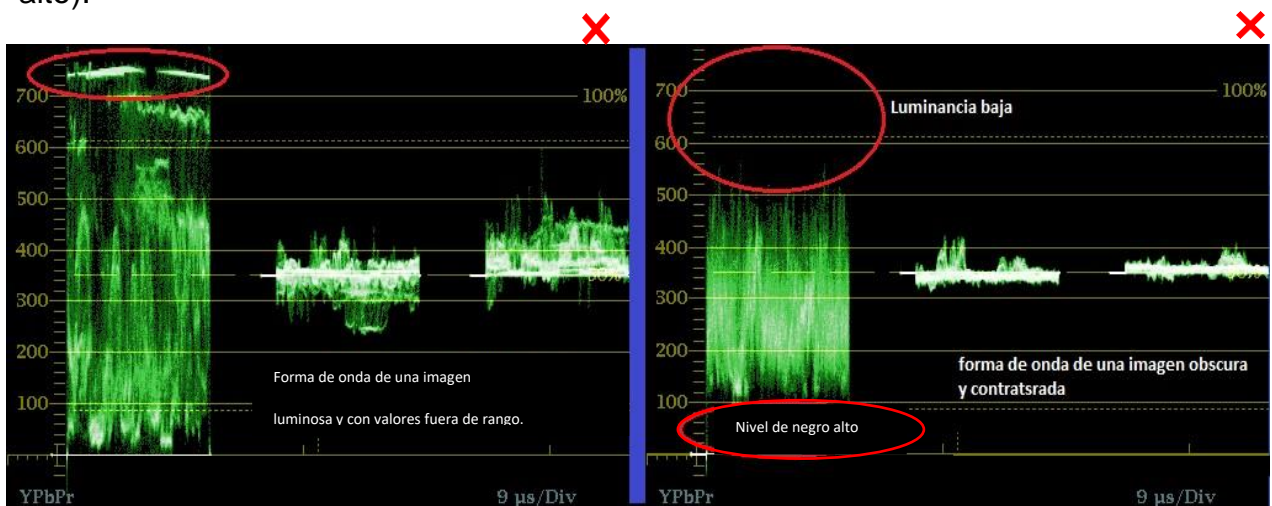 alto).
700
100%
600
500
400
300
200
100
Forma de onda de una imagen
luminosa y con valores fuera de rango.
YPbPr
9 µs/Div
700
100%
Luminancia baja
600
500
400
300
200
forma de onda de una imagen obscura
y contratsrada
100
Nivel de negro alto
YPbPr
9 µs/Div